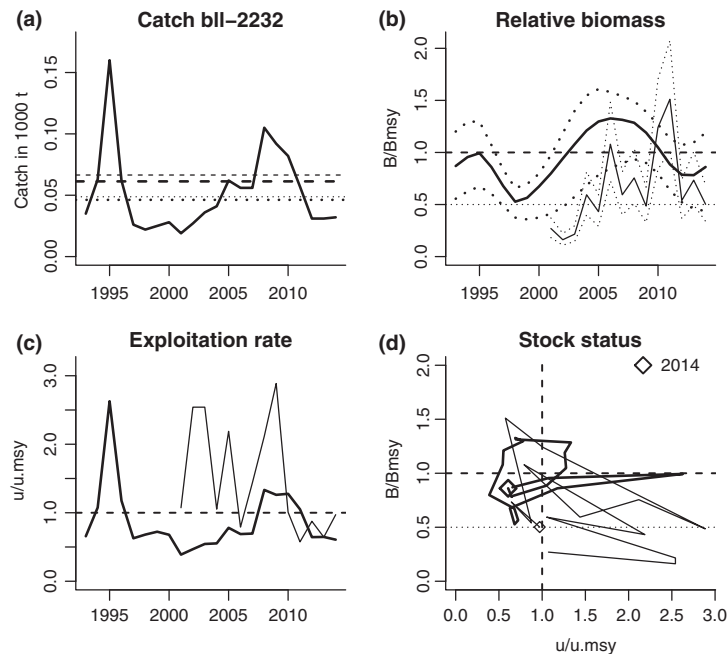 (a) Catch bll−2232
Catch in 1000 t
0.00 0.05 0.10 0.15
1995 2000 2005 2010
(b) Relative biomass
B/Bmsy
0.0 0.5 1.0 1.5 2.0
1995 2000 2005 2010
(c) Exploitation rate
u/u.msy
0.0 1.0 2.0 3.0
1995 2000 2005 2010
(d) Stock status
2014
B/Bmsy
0.0 0.5 1.0 1.5 2.0
0.0 0.5 1.0 1.5 2.0 2.5 3.0
u/u.msy